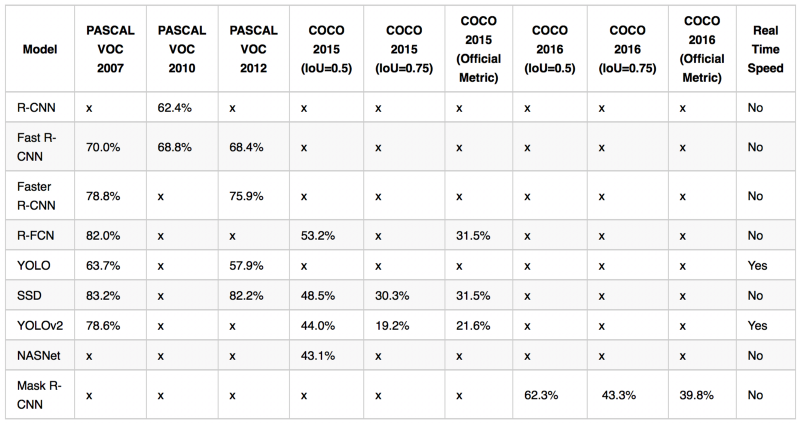 Model PASCAL VOC 2007 PASCAL VOC 2010 PASCAL VOC 2012 COCO 2015 (IoU=0.5) COCO 2015 (IoU=0.75) COCO 2015 (Official Metric) COCO 2016 (IoU=0.5) COCO 2016 (IoU=0.75) COCO 2016 (Official Metric) Real Time Speed
R-CNN x 62.4% x x x x x x x No
Fast R-CNN 70.0% 68.8% 68.4% x x x x x x No
Faster R-CNN 78.8% x 75.9% x x x x x x No
R-FCN 82.0% x x 53.2% x 31.5% x x x No
YOLO 63.7% x 57.9% x x x x x x Yes
SSD 83.2% x 82.2% 48.5% 30.3% 31.5% x x x No
YOLOv2 78.6% x x 44.0% 19.2% 21.6% x x x Yes
NASNet x x x 43.1% x x x x x No
Mask R-CNN x x x x x x 62.3% 43.3% 39.8% No